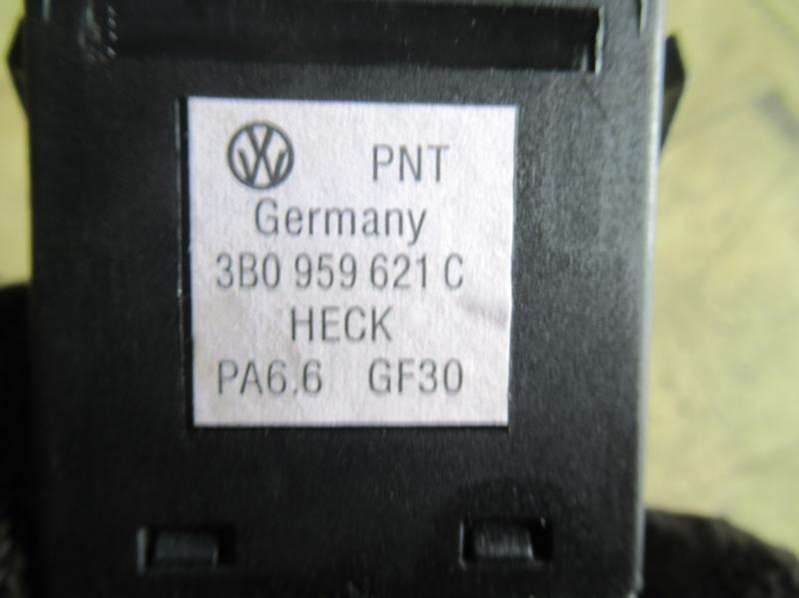 PNT
Germany
3B0 959 621 C
HECK
PA6.6 GF30